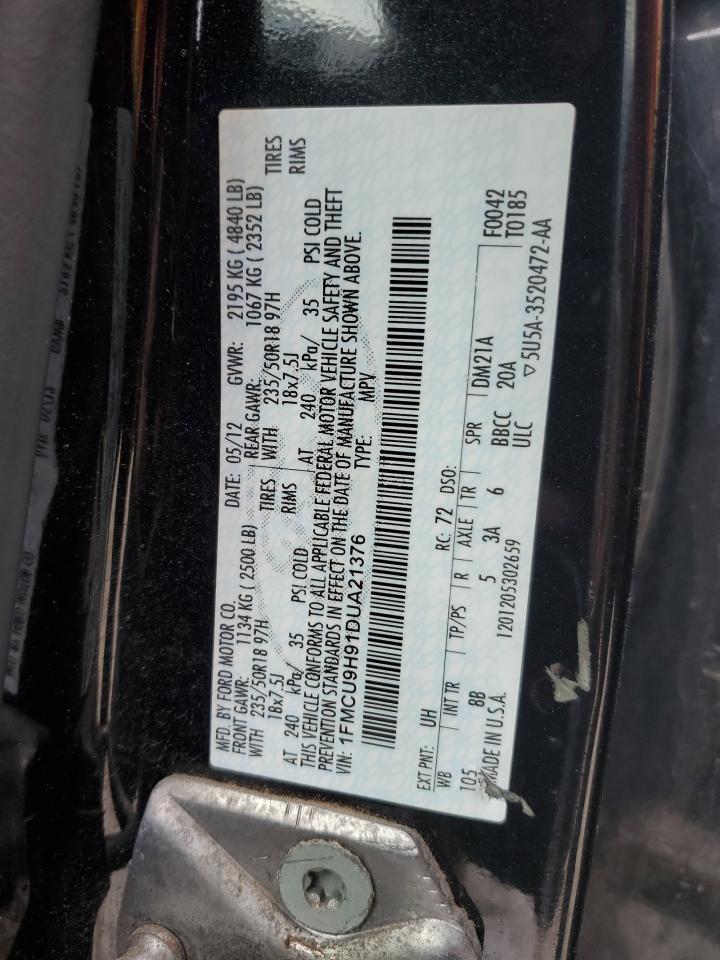 MFD. BY FORD MOTOR CO.
DATE: 05/12 GVWR: 2195 KG ( 4840 LB)
FRONT GAWR: 1134 KG ( 2500 LB) REAR GAWR: 1067 KG ( 2352 LB)
WITH 235/50R18 97H TIRES WITH 235/50R18 97H TIRES
18x7.5J RIMS 18x7.5J RIMS
AT 240 kPa/ 35 PSI COLD AT 240 kPa/ 35 PSI COLD
THIS VEHICLE CONFORMS TO ALL APPLICABLE FEDERAL MOTOR VEHICLE SAFETY AND THEFT
PREVENTION STANDARDS IN EFFECT ON THE DATE OF MANUFACTURE SHOWN ABOVE.
VIN: 1FMCU9H91DUA21376 TYPE: MPV
EXT PNT: UH RC: 72 DSO: F0042
WB INT TR TP/PS R AXLE TR SPR DM21A T0185
105 8B 5 3A 6 BBCC 20A
MADE IN U.S.A. 1201205302659 ULC ▽5U5A-3520472-AA